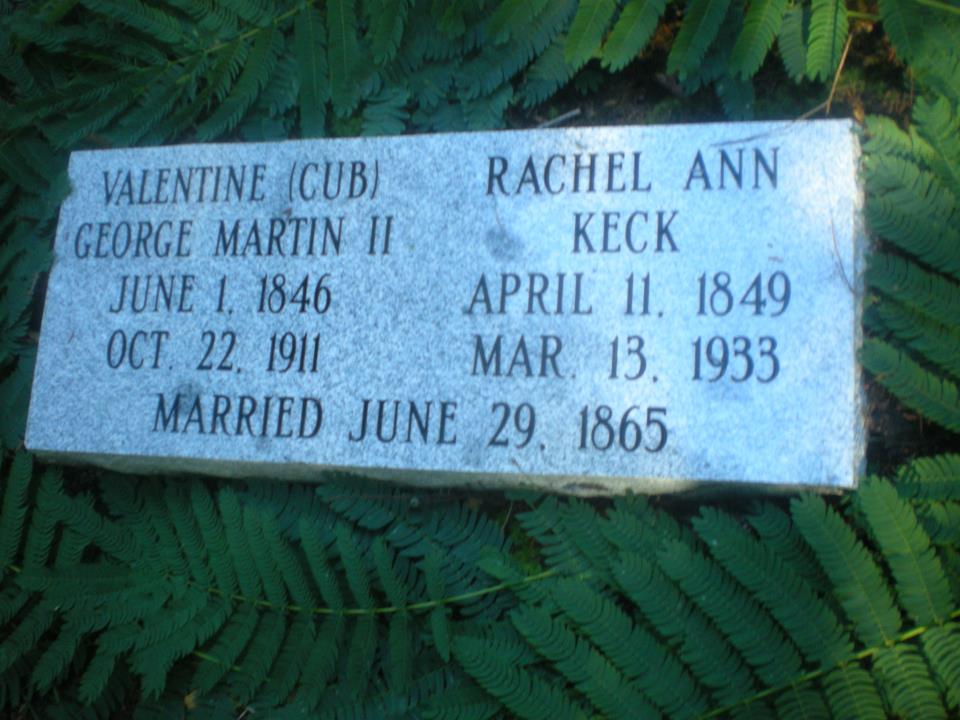 VALENTINE (CUB)
GEORGE MARTIN II
JUNE 1, 1846
OCT. 22, 1911
RACHEL ANN
KECK
APRIL 11, 1849
MAR. 13, 1933
MARRIED JUNE 29, 1865